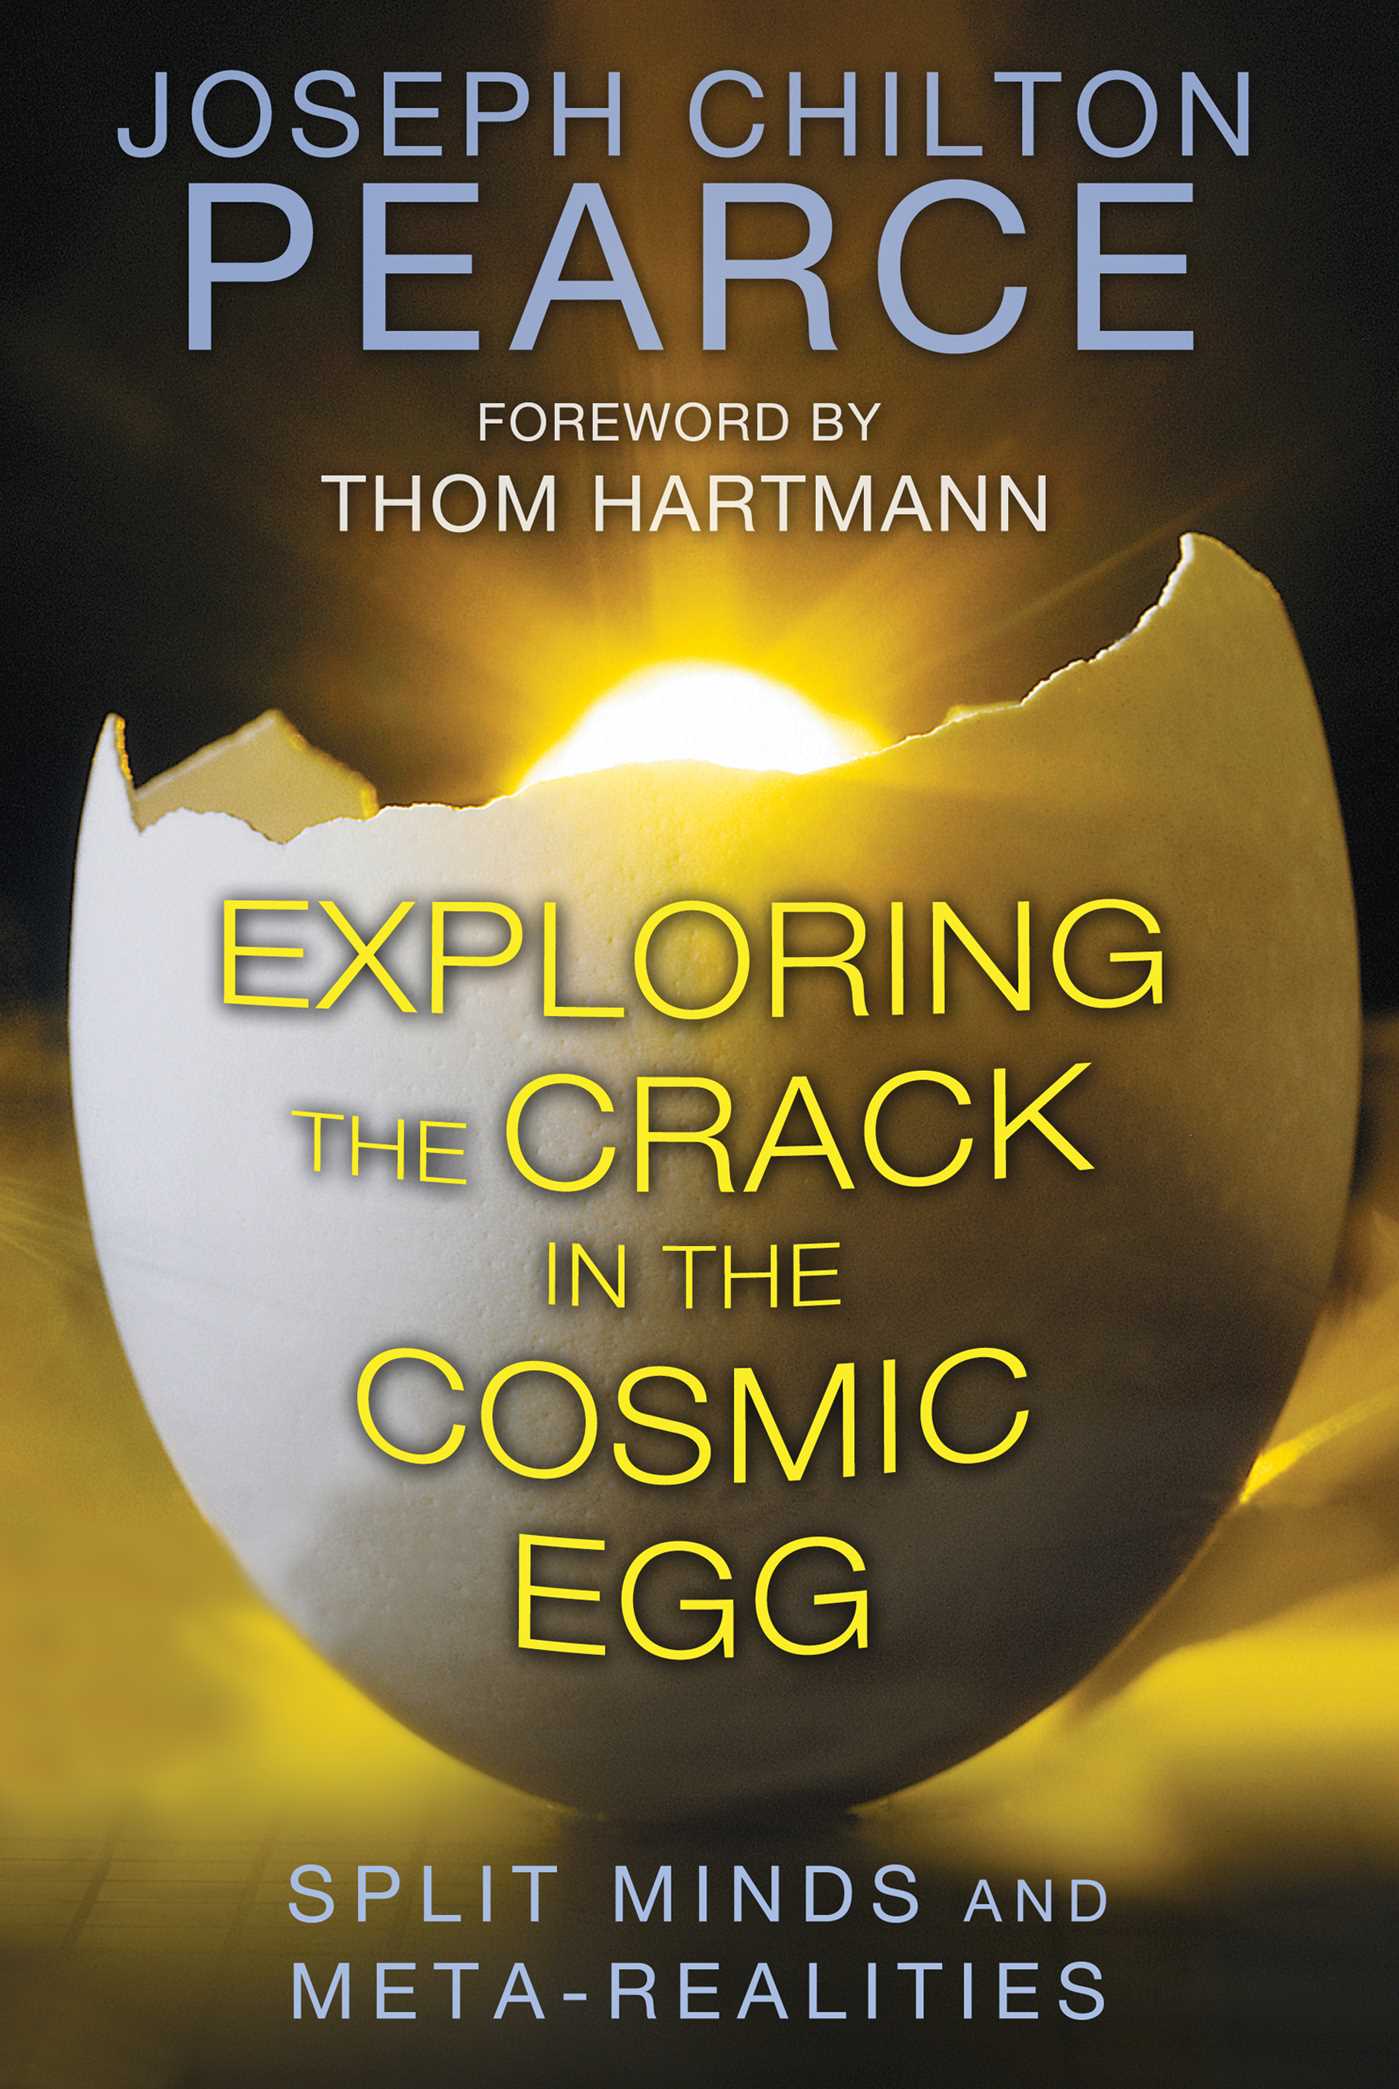 JOSEPH CHILTON
PEARCE
FOREWORD BY
THOM HARTMANN
EXPLORING
THE CRACK
IN THE
COSMIC
EGG
SPLIT MINDS AND
META-REALITIES